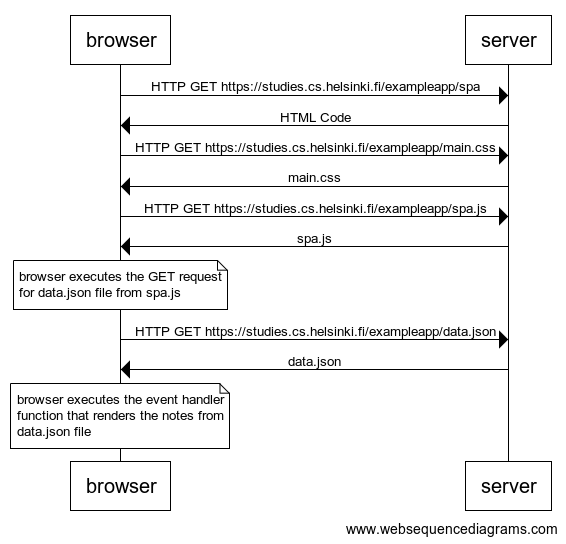 browser
server
HTTP GET https://studies.cs.helsinki.fi/exampleapp/spa
HTML Code
HTTP GET https://studies.cs.helsinki.fi/exampleapp/main.css
main.css
HTTP GET https://studies.cs.helsinki.fi/exampleapp/spa.js
spa.js
browser executes the GET request
for data.json file from spa.js
HTTP GET https://studies.cs.helsinki.fi/exampleapp/data.json
data.json
browser executes the event handler
function that renders the notes from
data.json file
browser
server
www.websequencediagrams.com